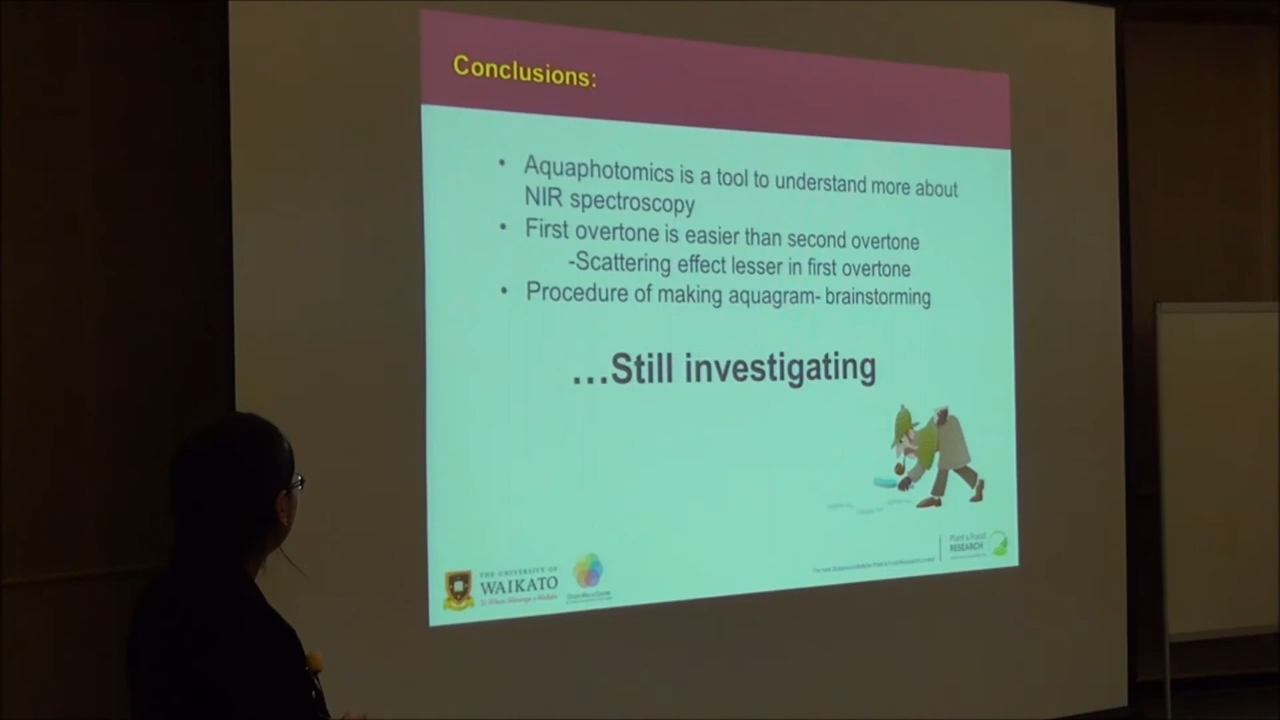 Conclusions:
• Aquaphotomics is a tool to understand more about
NIR spectroscopy
• First overtone is easier than second overtone
-Scattering effect lesser in first overtone
• Procedure of making aquagram- brainstorming
…Still investigating
THE UNIVERSITY OF
WAIKATO
Plant & Food
RESEARCH